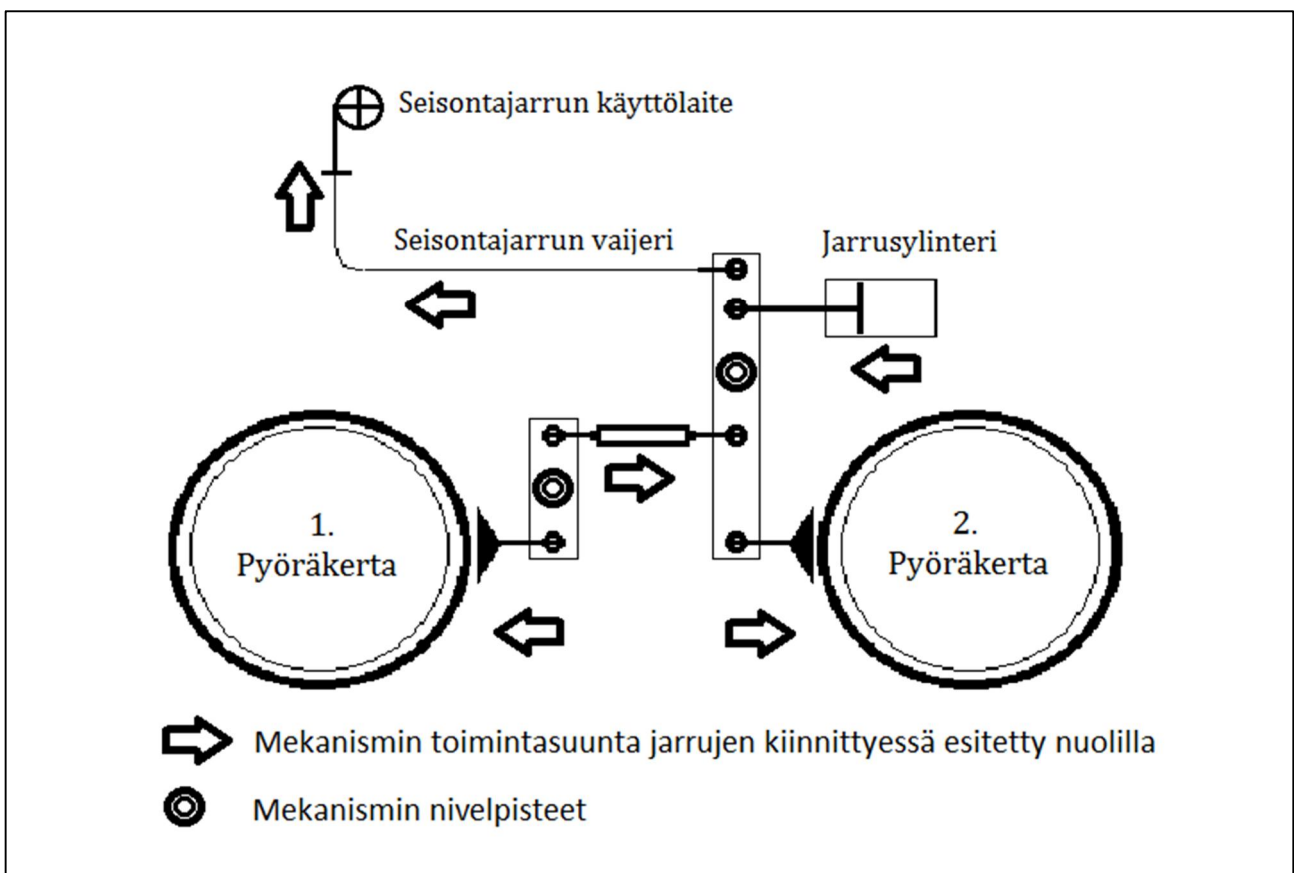 Seisontajarrun käyttölaite
Seisontajarrun vaijeri
Jarrusylinteri
1.
Pyöräkerta
2.
Pyöräkerta
Mekanismin toimintasuunta jarrujen kiinnittyessä esitetty nuolilla
Mekanismin nivelpisteet